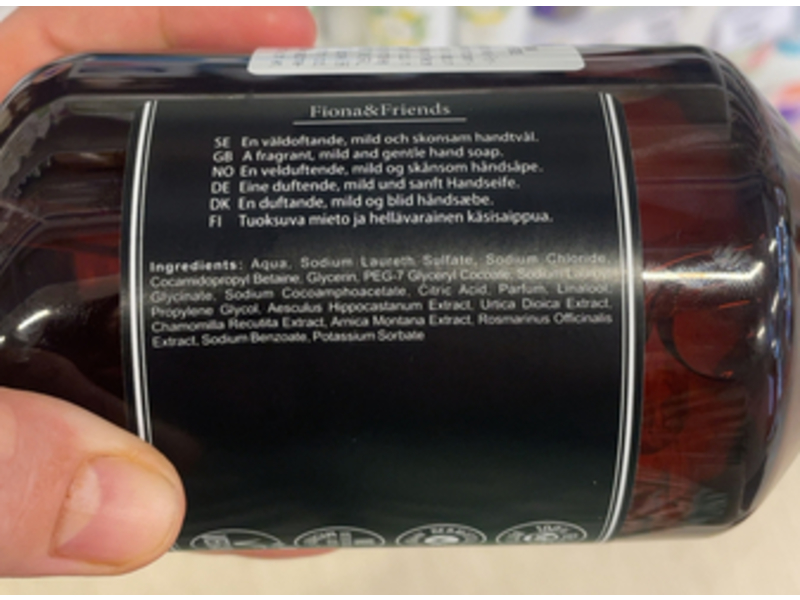 Fiona&Friends
SE En väldoftande, mild och skonsam handtvål.
GB A fragrant, mild and gentle hand soap.
NO En velduftende, mild og skånsom håndsåpe.
DE Eine duftende, mild und sanft Handseife.
DK En duftande, mild og blid håndsæbe.
FI Tuoksuva mieto ja hellävarainen käsisaippua.
Ingredients: Aqua, Sodium Laureth Sulfate, Sodium Chloride,
Cocamidopropyl Betaine, Glycerin, PEG-7 Glyceryl Cocoate, Sodium
Glycinate, Sodium Cocoamphoacetate, Citric Acid, Parfum, Linalool,
Propylene Glycol, Aesculus Hippocastanum Extract, Urtica Dioica Extract,
Chamomilla Recutita Extract, Arnica Montana Extract, Rosmarinus Officinalis
Extract, Sodium Benzoate, Potassium Sorbate